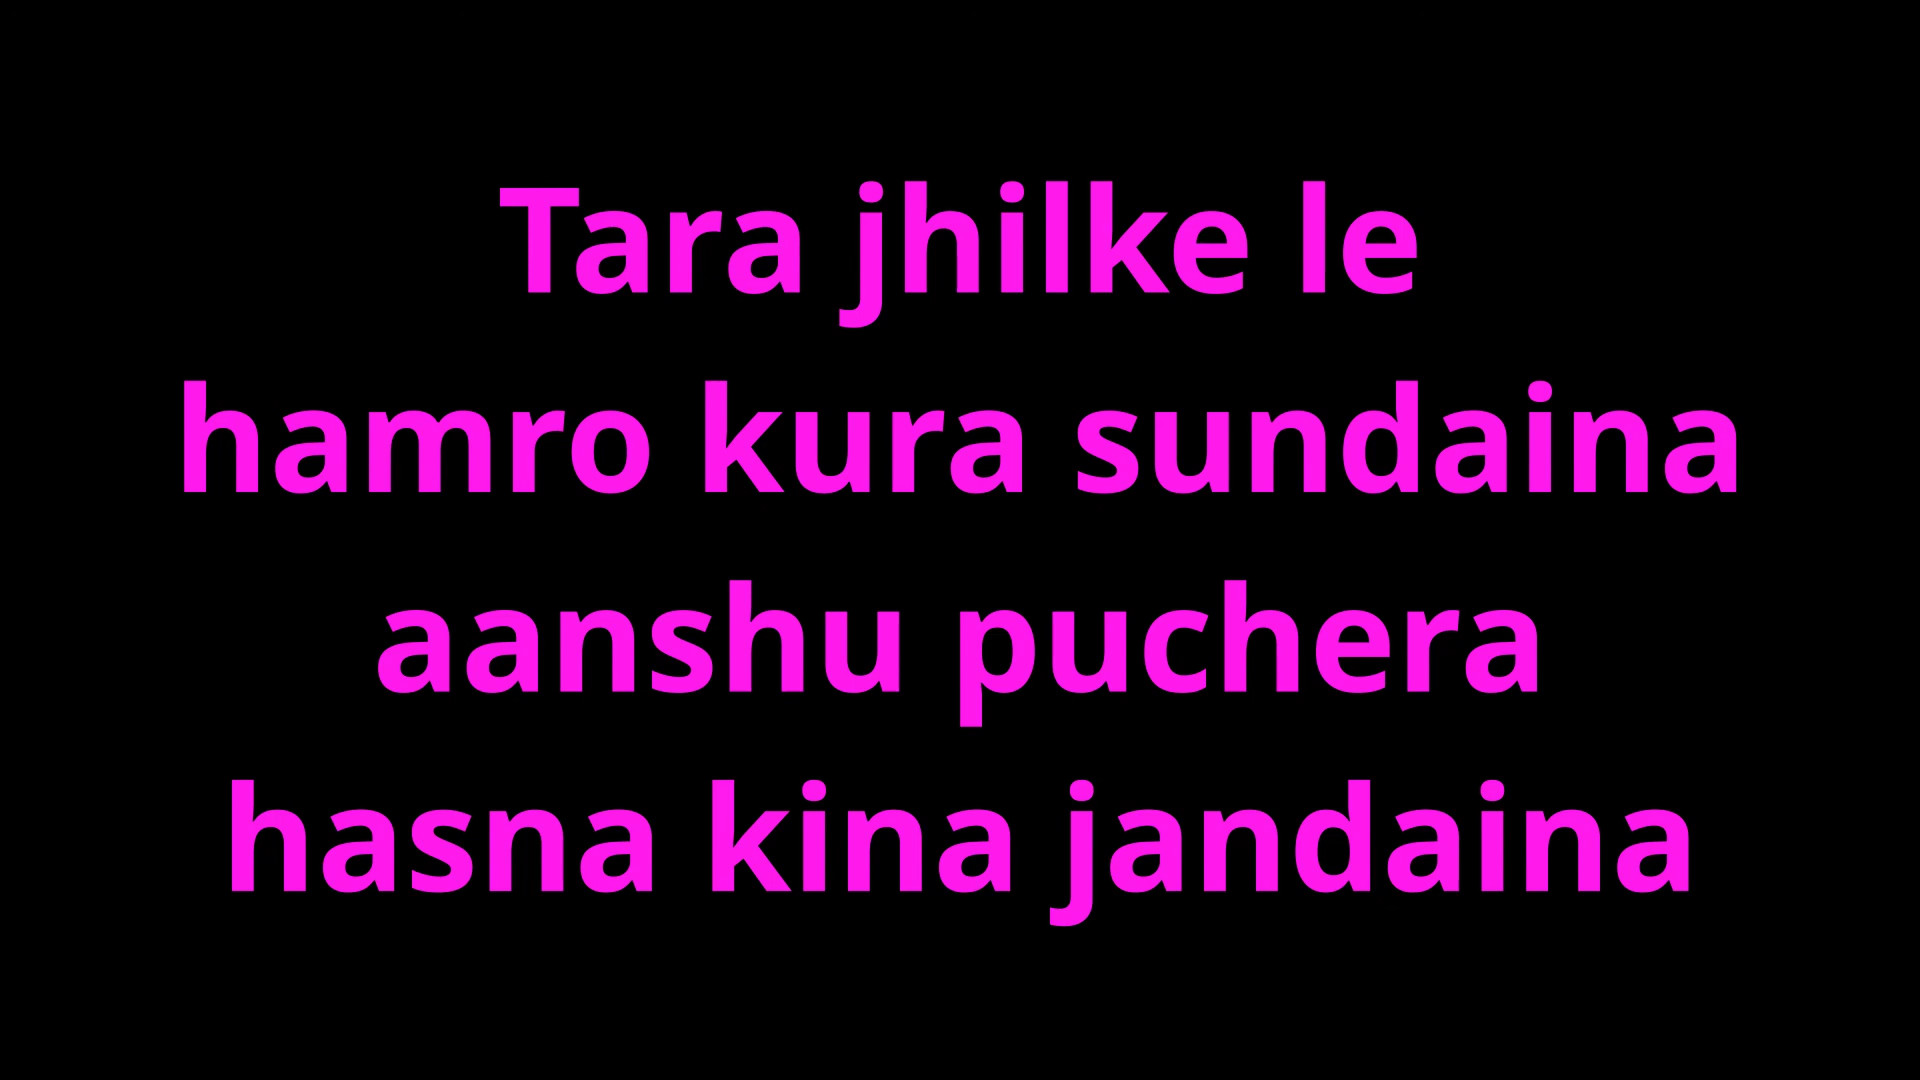 Tara jhilke le
hamro kura sundaina
aanshu puchera
hasna kina jandaina